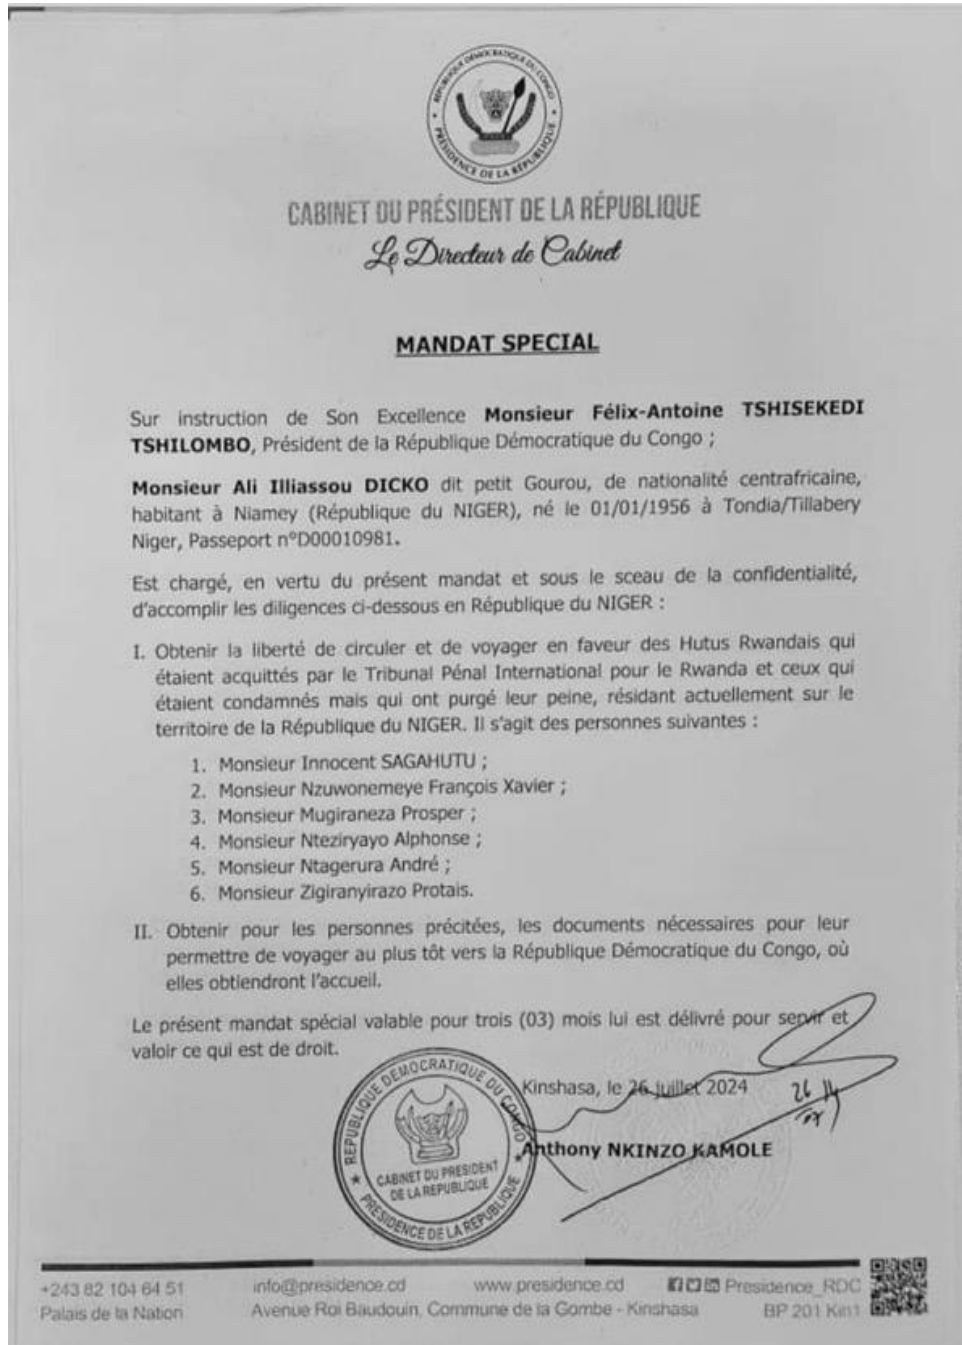 RÉPUBLIQUE DÉMOCRATIQUE DU CONGO
PRÉSIDENCE DE LA RÉPUBLIQUE
CABINET DU PRÉSIDENT DE LA RÉPUBLIQUE
Le Directeur de Cabinet
MANDAT SPECIAL
Sur instruction de Son Excellence Monsieur Félix-Antoine TSHISEKEDI
TSHILOMBO, Président de la République Démocratique du Congo ;
Monsieur Ali Illiassou DICKO dit petit Gourou, de nationalité centrafricaine,
habitant à Niamey (République du NIGER), né le 01/01/1956 à Tondia/Tillabery
Niger, Passeport n°D00010981.
Est chargé, en vertu du présent mandat et sous le sceau de la confidentialité,
d'accomplir les diligences ci-dessous en République du NIGER :
I. Obtenir la liberté de circuler et de voyager en faveur des Hutus Rwandais qui
étaient acquittés par le Tribunal Pénal International pour le Rwanda et ceux qui
étaient condamnés mais qui ont purgé leur peine, résidant actuellement sur le
territoire de la République du NIGER. Il s'agit des personnes suivantes :
1. Monsieur Innocent SAGAHUTU ;
2. Monsieur Nzuwonemeye François Xavier ;
3. Monsieur Mugiraneza Prosper ;
4. Monsieur Nteziryayo Alphonse ;
5. Monsieur Ntagerura André ;
6. Monsieur Zigiranyirazo Protais.
II. Obtenir pour les personnes précitées, les documents nécessaires pour leur
permettre de voyager au plus tôt vers la République Démocratique du Congo, où
elles obtiendront l'accueil.
Le présent mandat spécial valable pour trois (03) mois lui est délivré pour servir et
valoir ce qui est de droit.
Kinshasa, le 26 juillet 2024
Anthony NKINZO KAMOLE
REPUBLIQUE DEMOCRATIQUE DU CONGO
CABINET DU PRESIDENT
DE LA REPUBLIQUE
PRESIDENCE DE LA REPUBLIQUE
+243 82 104 64 51 info@presidence.cd www.presidence.cd Presidence_RDC
Palais de la Nation Avenue Roi Baudouin, Commune de la Gombe - Kinshasa BP 201 Kin1